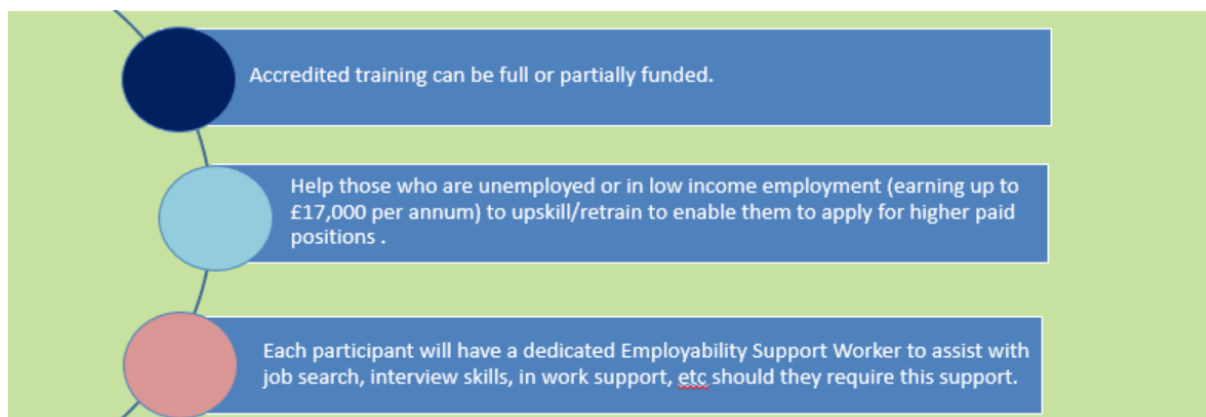 Accredited training can be full or partially funded.
Help those who are unemployed or in low income employment (earning up to
£17,000 per annum) to upskill/retrain to enable them to apply for higher paid
positions .
Each participant will have a dedicated Employability Support Worker to assist with
job search, interview skills, in work support, etc should they require this support.